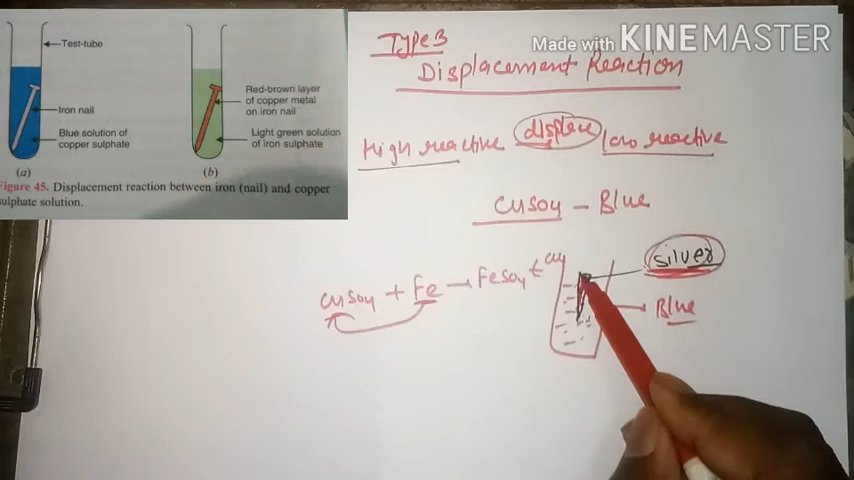 Made with KINEMASTER
Type 3
Displacement Reaction
High reactive displace low reactive
CuSO4 - Blue
CuSO4 + Fe → FeSO4 + Cu
silver
Blue
Test-tube
Iron nail
Blue solution of
copper sulphate
(a)
Red-brown layer
of copper metal
on iron nail
Light green solution
of iron sulphate
(b)
Figure 45. Displacement reaction between iron (nail) and copper
sulphate solution.